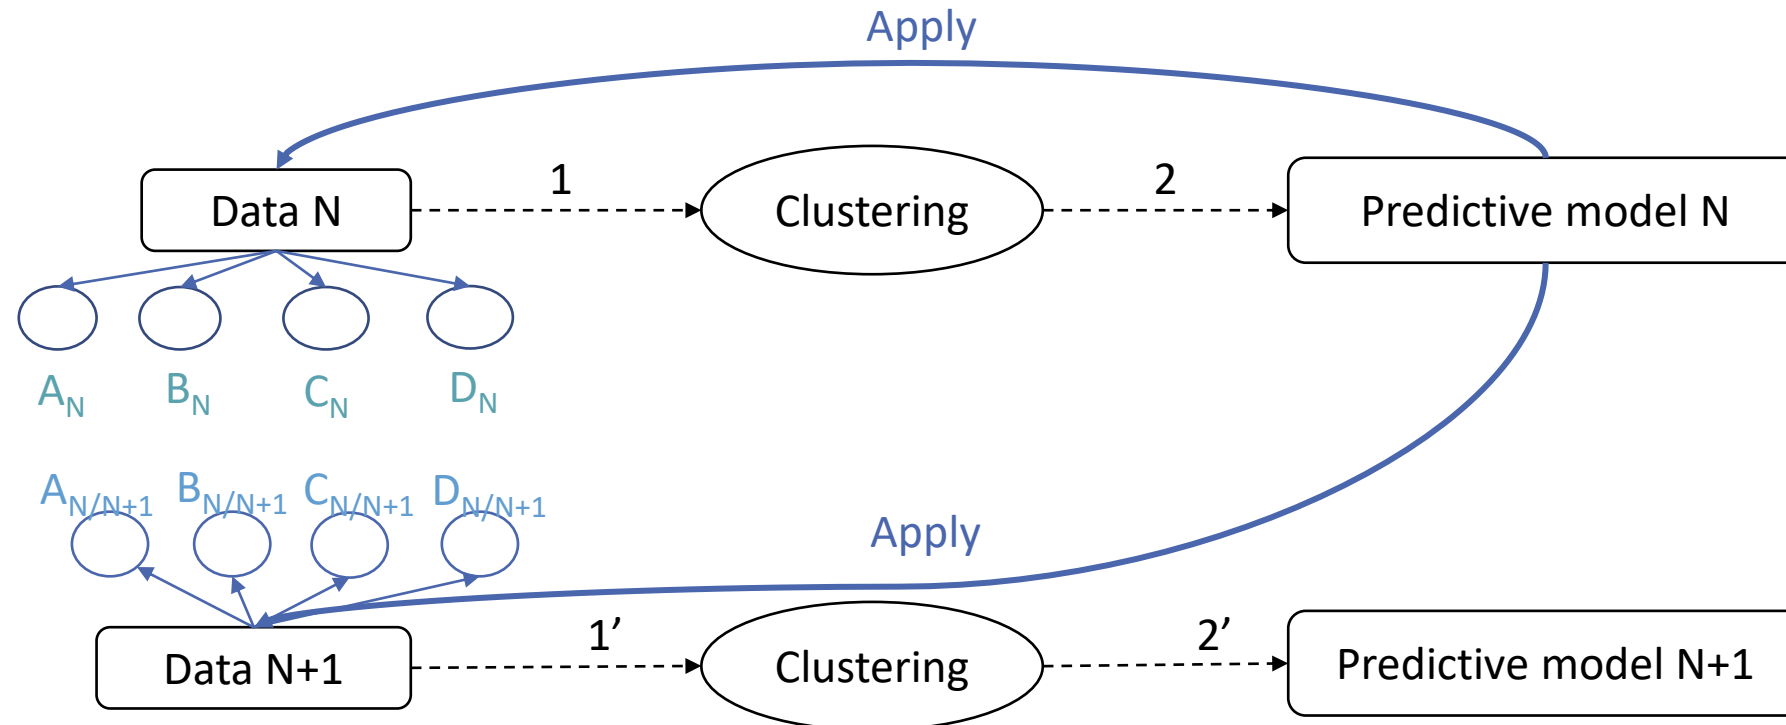 Apply
1
2
Data N
Clustering
Predictive model N
A_N B_N C_N D_N
A_N/N+1 B_N/N+1 C_N/N+1 D_N/N+1
Apply
1’
2’
Data N+1
Clustering
Predictive model N+1